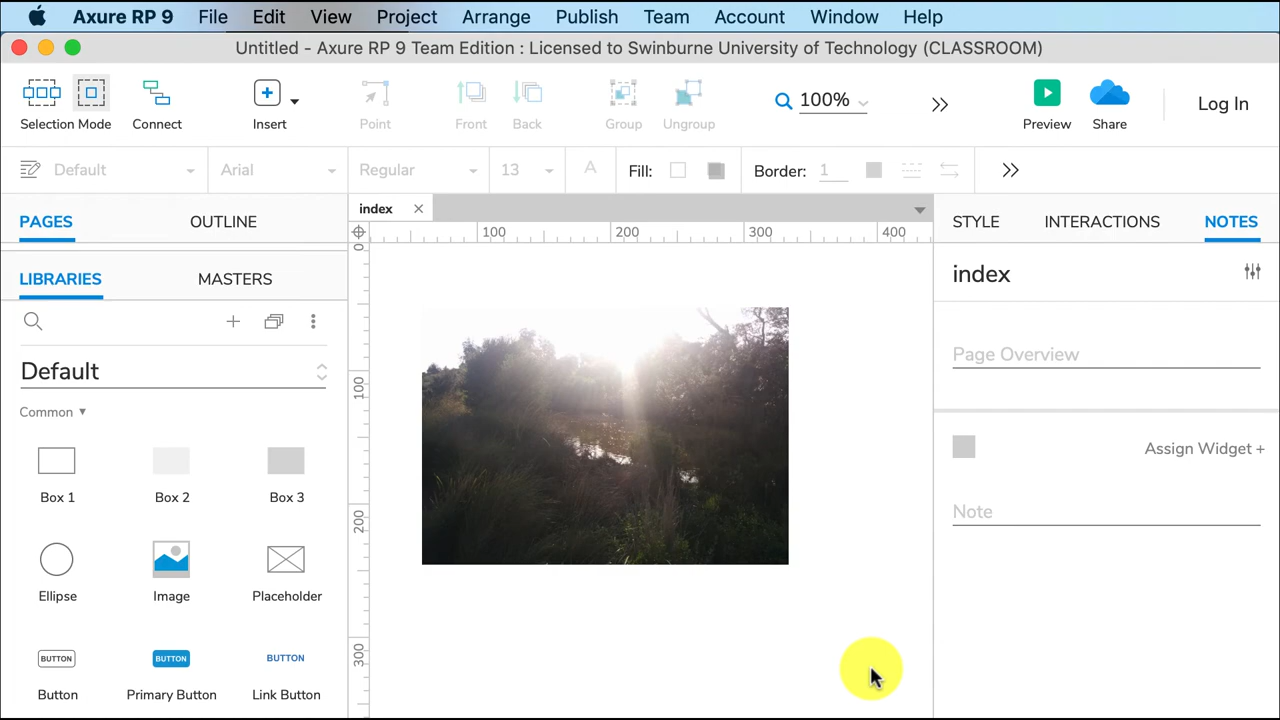 Axure RP 9 File Edit View Project Arrange Publish Team Account Window Help
Untitled - Axure RP 9 Team Edition : Licensed to Swinburne University of Technology (CLASSROOM)
100% Log In
Selection Mode Connect Insert Point Front Back Group Ungroup Preview Share
Default Arial Regular 13 A Fill: Border: 1
index
PAGES OUTLINE STYLE INTERACTIONS NOTES
0 100 200 300 400
index
LIBRARIES MASTERS
Page Overview
Default
100
Common
Assign Widget +
Box 1 Box 2 Box 3
Note
200
Ellipse Image Placeholder
300
BUTTON BUTTON BUTTON
Button Primary Button Link Button